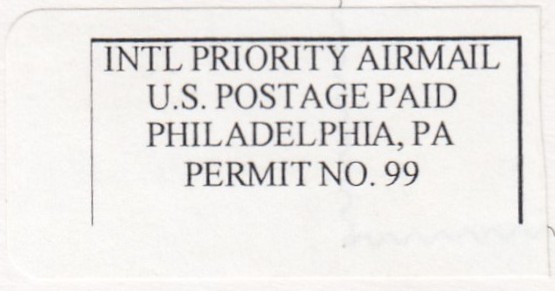 INTL PRIORITY AIRMAIL
U.S. POSTAGE PAID
PHILADELPHIA, PA
PERMIT NO. 99